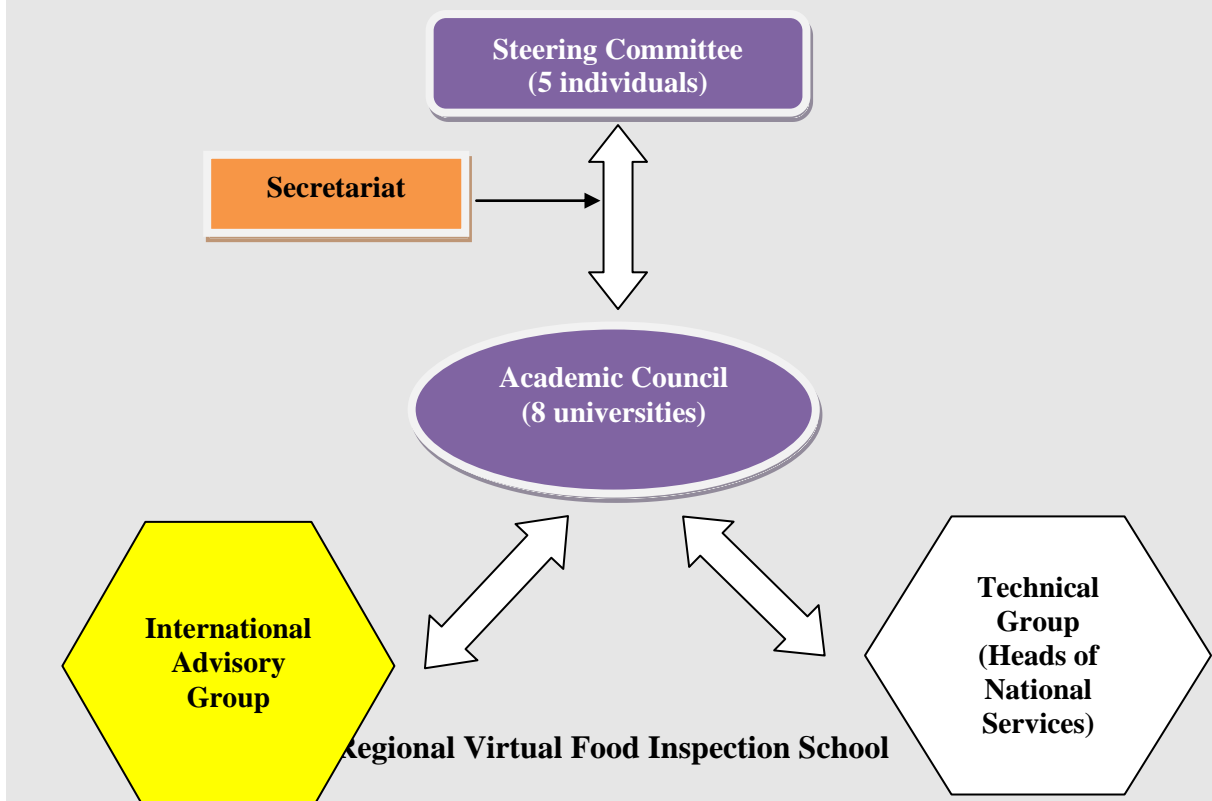 Steering Committee
(5 individuals)
Secretariat
Academic Council
(8 universities)
International
Advisory
Group
Technical
Group
(Heads of
National
Services)
Regional Virtual Food Inspection School